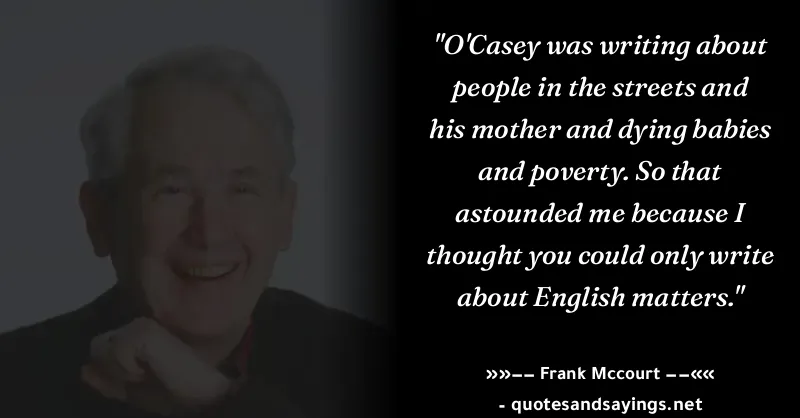 "O'Casey was writing about
people in the streets and
his mother and dying babies
and poverty. So that
astounded me because I
thought you could only write
about English matters."
»»―― Frank Mccourt ――««
- quotesandsayings.net